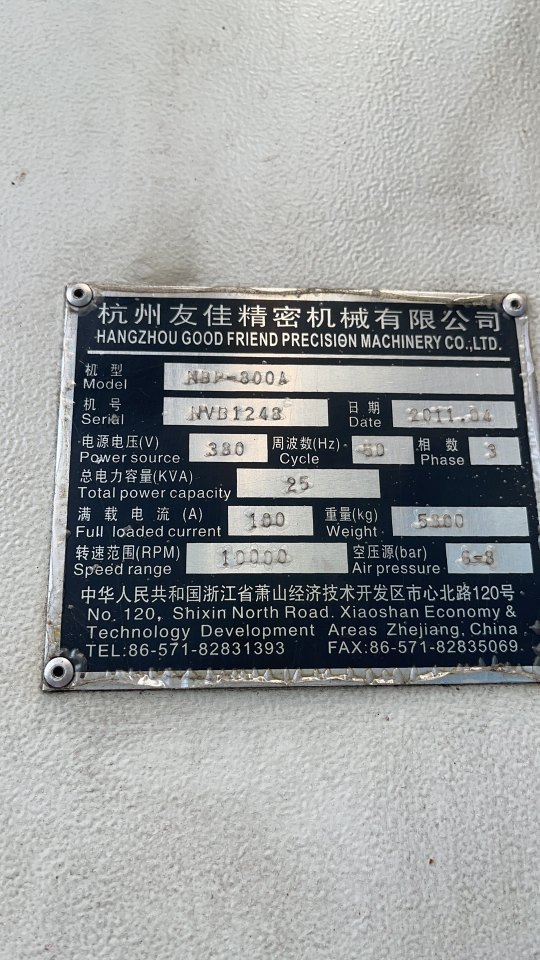 杭州友佳精密机械有限公司
HANGZHOU GOOD FRIEND PRECISION MACHINERY CO.,LTD.
机型 Model NBP-800A
机号 Serial NVB1248 日期 Date 2011.04
电源电压(V) Power source 380 周波数(Hz) Cycle 50 相数 Phase 3
总电力容量(KVA) Total power capacity 25
满载电流(A) Full loaded current 100 重量(kg) Weight 5800
转速范围(RPM) Speed range 10000 空压源(bar) Air pressure 6-8
中华人民共和国浙江省萧山经济技术开发区市心北路120号
No. 120, Shixin North Road. Xiaoshan Economy &
Technology Development Areas Zhejiang, China
TEL:86-571-82831393 FAX:86-571-82835069